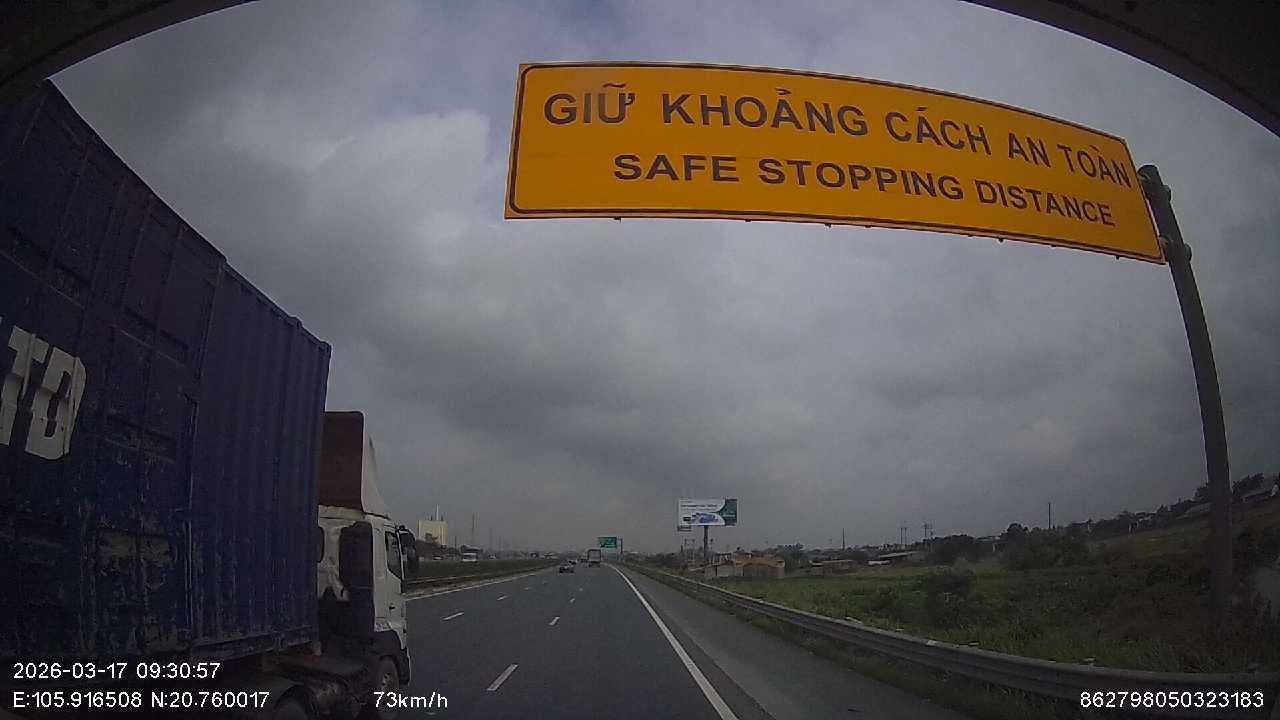 GIỮ KHOẢNG CÁCH AN TOÀN
SAFE STOPPING DISTANCE
TD
2026-03-17 09:30:57
E:105.916508 N:20.760017
73km/h
862798050323183